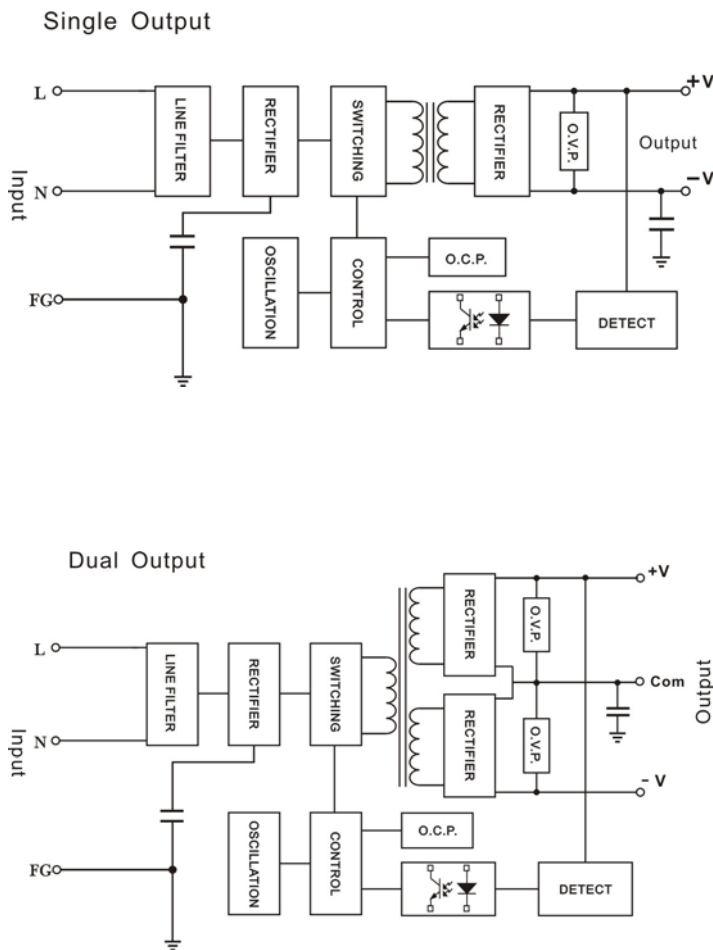 Single Output
L
N
FG
Input
LINE FILTER
RECTIFIER
SWITCHING
RECTIFIER
O.V.P.
+V
Output
−V
OSCILLATION
CONTROL
O.C.P.
DETECT
Dual Output
L
N
FG
Input
LINE FILTER
RECTIFIER
SWITCHING
RECTIFIER
RECTIFIER
O.V.P.
O.V.P.
+V
Com
Output
- V
OSCILLATION
CONTROL
O.C.P.
DETECT